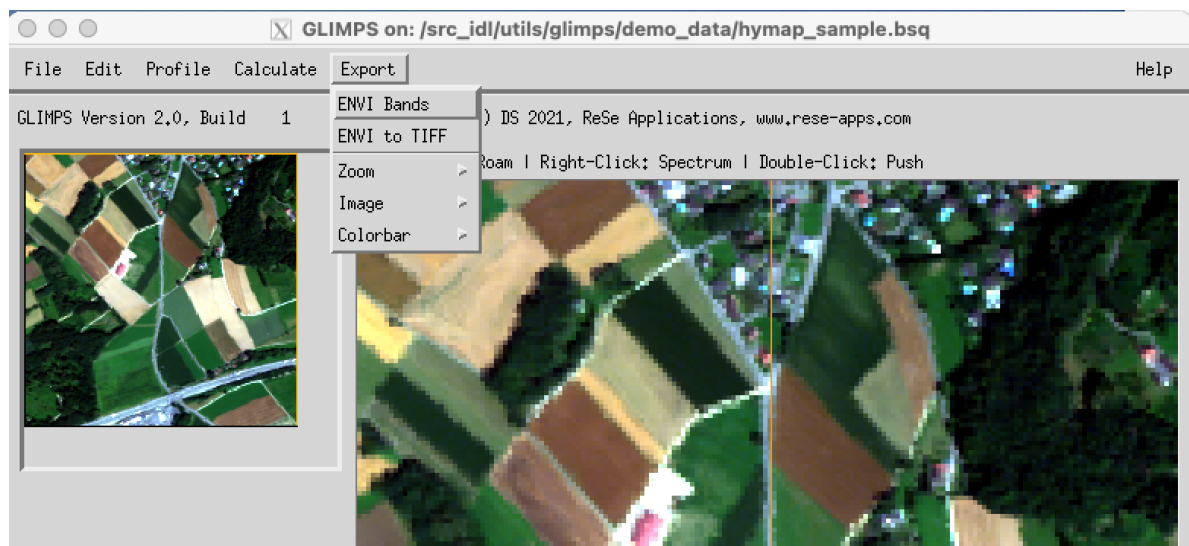 GLIMPS on: /src_idl/utils/glimps/demo_data/hymap_sample.bsq
File Edit Profile Calculate Export Help
GLIMPS Version 2.0, Build 1 ) DS 2021, ReSe Applications, www.rese-apps.com
ENVI Bands
ENVI to TIFF
Roam | Right-Click: Spectrum | Double-Click: Push
Zoom
Image
Colorbar